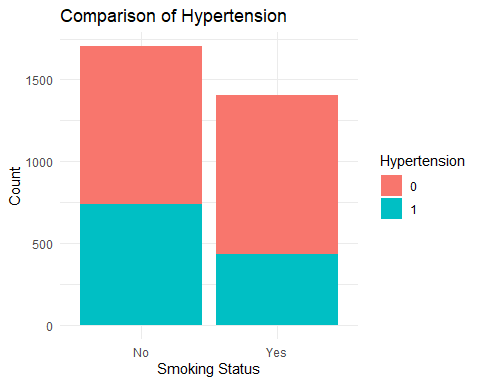 Comparison of Hypertension
Count
1500
1000
500
0
No
Yes
Smoking Status
Hypertension
0
1